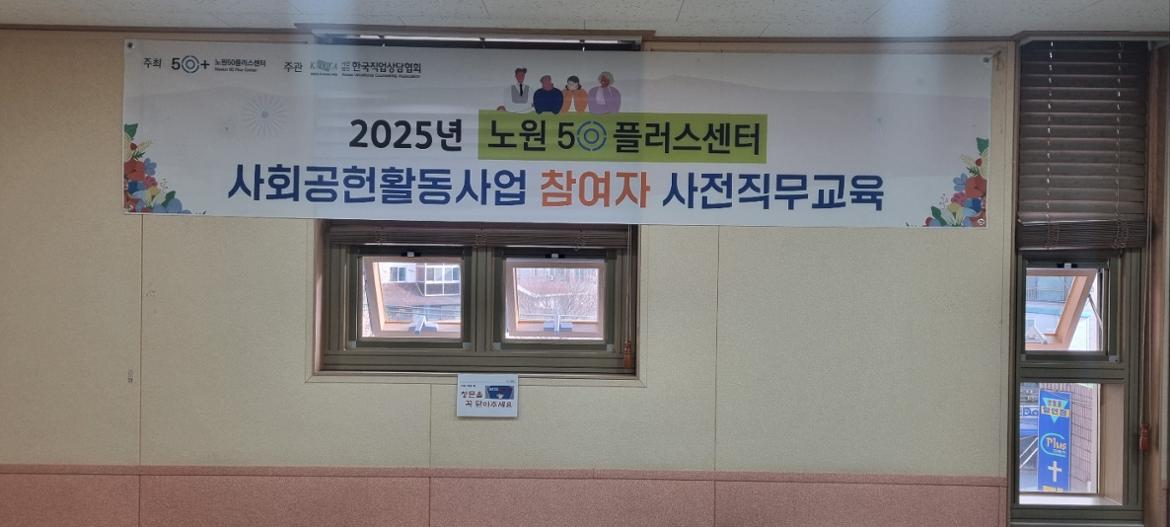 주최 50+ 노원50플러스센터 주관 한국직업상담협회
2025년 노원 50 플러스센터
사회공헌활동사업 참여자 사전직무교육
창문을
꼭 닫아주세요
Plus